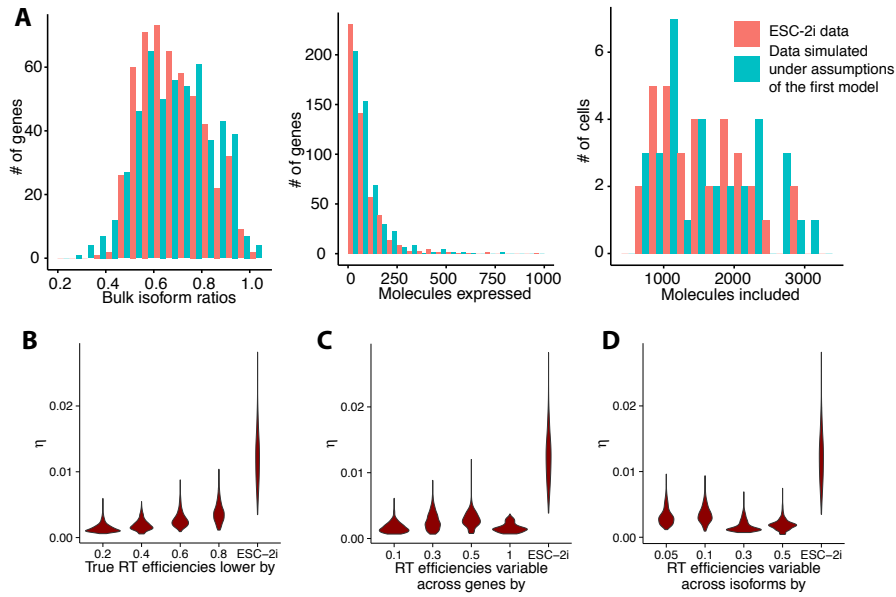 A
# of genes
60
40
20
0
0.2 0.4 0.6 0.8 1.0
Bulk isoform ratios
# of genes
200
150
100
50
0
0 250 500 750 1000
Molecules expressed
# of cells
6
4
2
0
1000 2000 3000
Molecules included
ESC-2i data
Data simulated
under assumptions
of the first model
B
η
0.02
0.01
0.00
0.2 0.4 0.6 0.8 ESC-2i
True RT efficiencies lower by
C
η
0.02
0.01
0.00
0.1 0.3 0.5 1 ESC-2i
RT efficiencies variable
across genes by
D
η
0.02
0.01
0.00
0.05 0.1 0.3 0.5 ESC-2i
RT efficiencies variable
across isoforms by